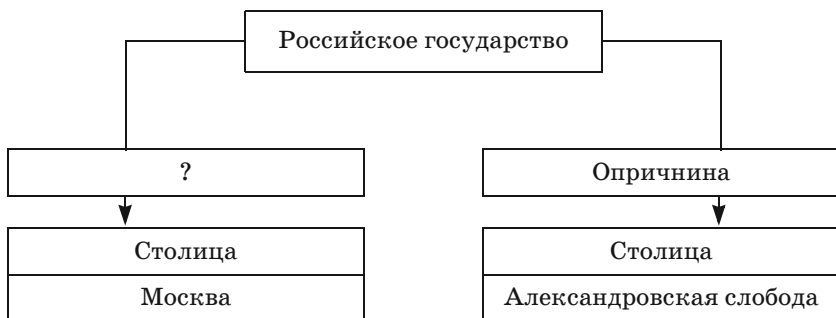 Российское государство
?
Опричнина
Столица
Столица
Москва
Александровская слобода